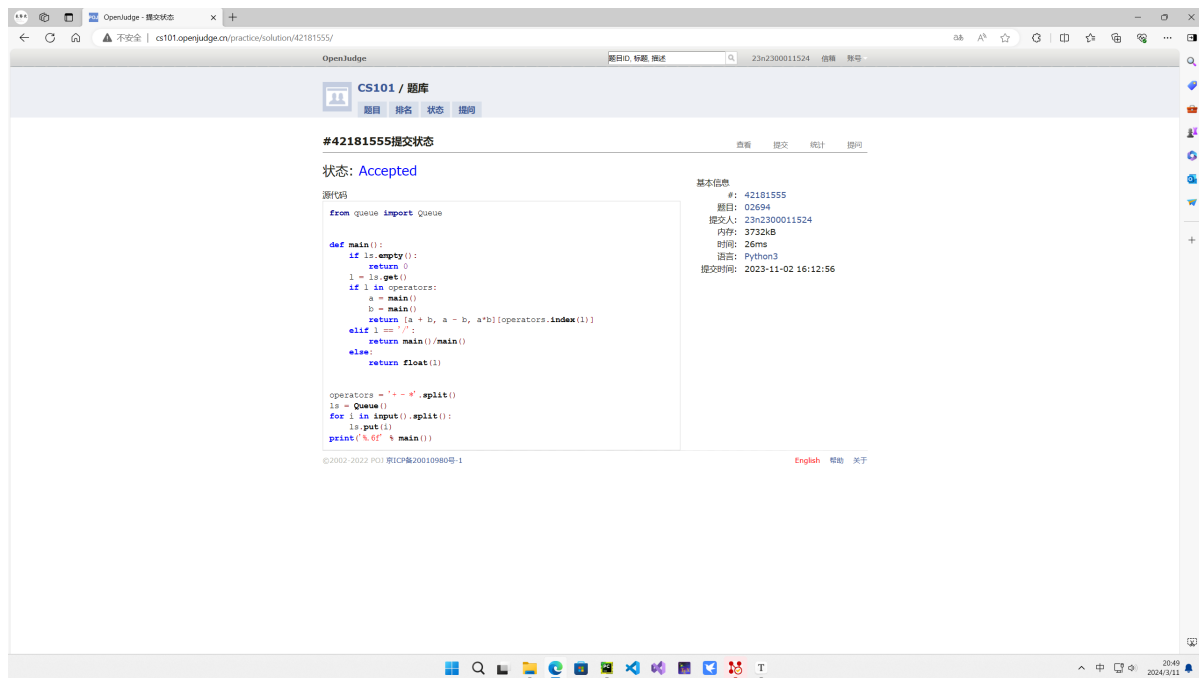 OpenJudge - 提交状态
不安全 | cs101.openjudge.cn/practice/solution/42181555/
OpenJudge 题目ID, 标题, 描述 23n2300011524 信箱 账号
CS101 / 题库
题目 排名 状态 提问
#42181555提交状态 查看 提交 统计 提问
状态: Accepted
源代码
from queue import Queue
def main():
    if ls.empty():
        return 0
    l = ls.get()
    if l in operators:
        a = main()
        b = main()
        return [a + b, a - b, a*b][operators.index(l)]
    elif l == '/':
        return main()/main()
    else:
        return float(l)
operators = '+ - *'.split()
ls = Queue()
for i in input().split():
    ls.put(i)
print('%.6f' % main())
基本信息
#: 42181555
题目: 02694
提交人: 23n2300011524
内存: 3732kB
时间: 26ms
语言: Python3
提交时间: 2023-11-02 16:12:56
©2002-2022 POJ 京ICP备20010980号-1 English 帮助 关于
中 20:49
2024/3/11